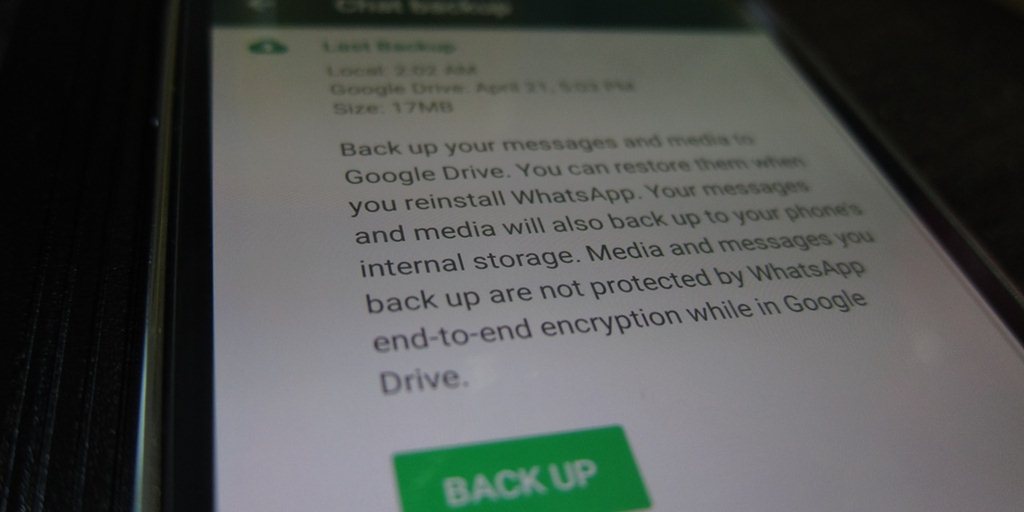 Chat backup
Last Backup
Local: 2:02 AM
Google Drive: April 21, 5:03 PM
Size: 17MB
Back up your messages and media to
Google Drive. You can restore them when
you reinstall WhatsApp. Your messages
and media will also back up to your phone's
internal storage. Media and messages you
back up are not protected by WhatsApp
end-to-end encryption while in Google
Drive.
BACK UP